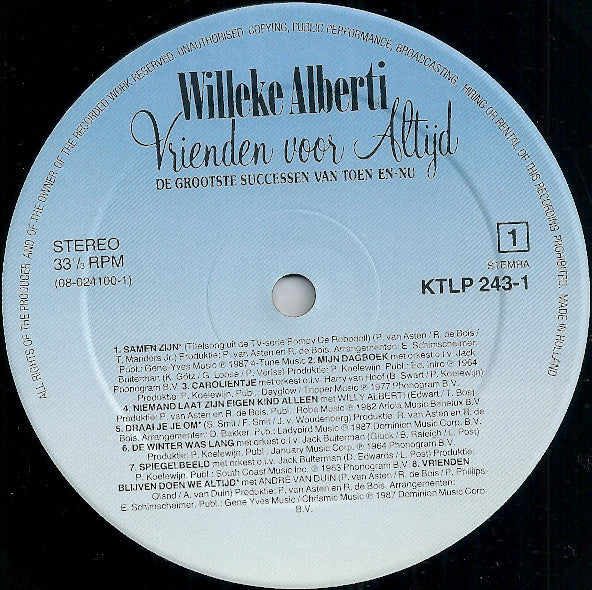 ALL RIGHTS OF THE PRODUCER AND OF THE OWNER OF THE RECORDED WORK RESERVED. UNAUTHORISED COPYING, PUBLIC PERFORMANCE, BROADCASTING, HIRING OR RENTAL OF THIS RECORDING PROHIBITED. MADE IN HOLLAND
Willeke Alberti
Vrienden voor Altijd
DE GROOTSTE SUCCESSEN VAN TOEN EN-NU
STEREO
33 1/3 RPM
(08-024100-1)
1
STEMRA
KTLP 243-1
1. SAMEN ZIJN* (Titelsong uit de TV-serie Pompy De Robodoll) (P. van Asten / R. de Bois /
T. Manders Jr.) Produktie: P. van Asten en R. de Bois. Arrangementen: E. Schimscheimer.
Publ.: Gene-Yves Music ℗ 1987 4-Tune Music 2. MIJN DAGBOEK met orkest o.l.v. Jack
Bulterman (K. Götz / G. Loose / P. Veriss) Produktie: P. Koelewijn. Publ.: Ed. Intro ℗ 1964
Phonogram B.V. 3. CAROLIENTJE met orkest o.l.v. Harry van Hoof (B. Swart / P. Koelewijn)
Produktie: P. Koelewijn. Publ.: Dayglow / Tripper Music ℗ 1977 Phonogram B.V.
4. NIEMAND LAAT ZIJN EIGEN KIND ALLEEN met WILLY ALBERTI (Edwart / T. Bos)
Produktie: P. van Asten en R. de Bois. Publ.: Roba Music ℗ 1982 Ariola Music Benelux B.V.
5. DRAAI JE JE OM* (S. Smit / F. Smit / J. v. Woudenberg) Produktie: R. van Asten en R.
de Bois. Arrangementen: D. Bakker. Publ.: Ladybird Music ℗ 1987 Dominion Music Corp. B.V.
6. DE WINTER WAS LANG met orkest o.l.v. Jack Bulterman (Gluck / B. Raleigh / L. Post)
Produktie: P. Koelewijn. Publ.: January Music Corp. ℗ 1964 Phonogram B.V.
7. SPIEGELBEELD met orkest o.l.v. Jack Bulterman (D. Edwards / L. Post) Produktie:
P. Koelewijn. Publ.: South Coast Music Inc. ℗ 1963 Phonogram B.V. 8. VRIENDEN
BLIJVEN DOEN WE ALTIJD* met ANDRÉ VAN DUIN (P. van Asten / R. de Bois / P. Phillips-
Oland / A. van Duin) Produktie: P. van Asten en R. de Bois. Arrangementen:
E. Schimscheimer. Publ.: Gene Yves Music / Chrismic Music ℗ 1987 Dominion Music Corp.
B.V.